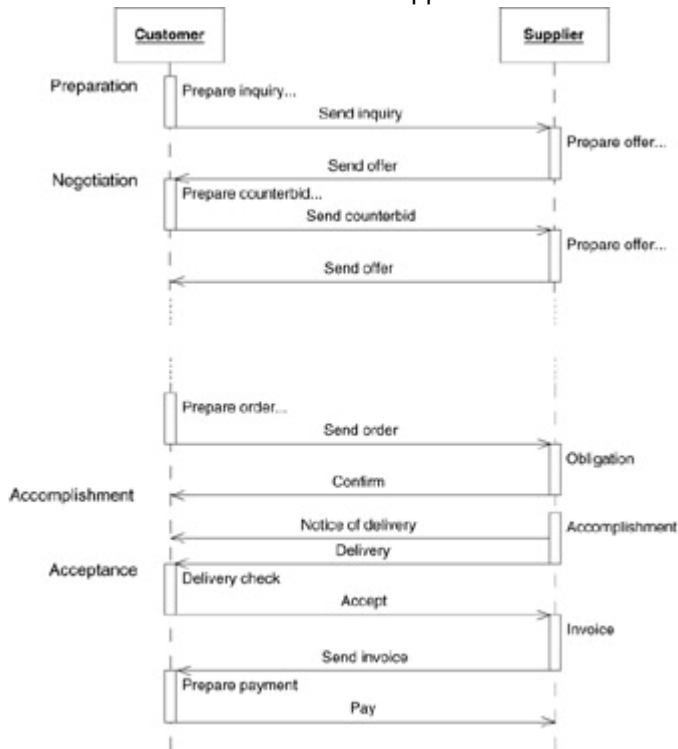 Customer
Supplier
Preparation
Prepare inquiry...
Send inquiry
Prepare offer...
Send offer
Negotiation
Prepare counterbid...
Send counterbid
Prepare offer...
Send offer
Prepare order...
Send order
Obligation
Confirm
Accomplishment
Notice of delivery
Accomplishment
Delivery
Acceptance
Delivery check
Accept
Invoice
Send invoice
Prepare payment
Pay